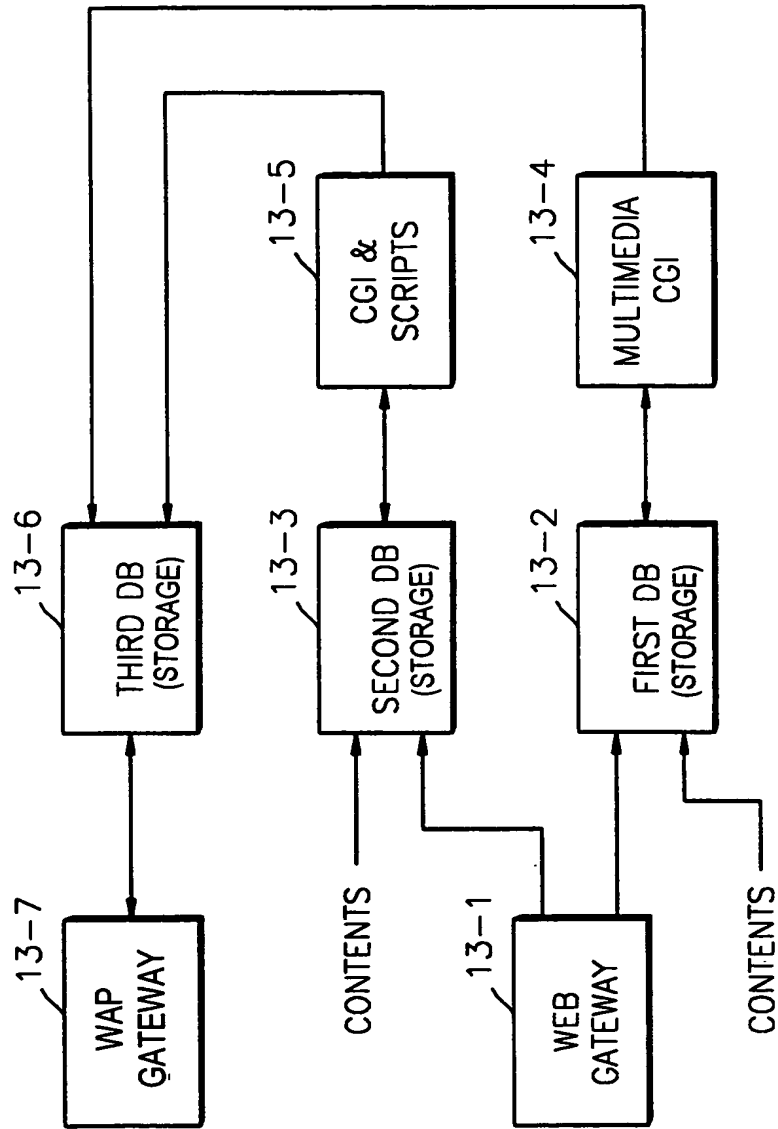 13-7
WAP
GATEWAY
13-6
THIRD DB
(STORAGE)
CONTENTS
13-3
SECOND DB
(STORAGE)
13-5
CGI &
SCRIPTS
13-1
WEB
GATEWAY
13-2
FIRST DB
(STORAGE)
13-4
MULTIMEDIA
CGI
CONTENTS